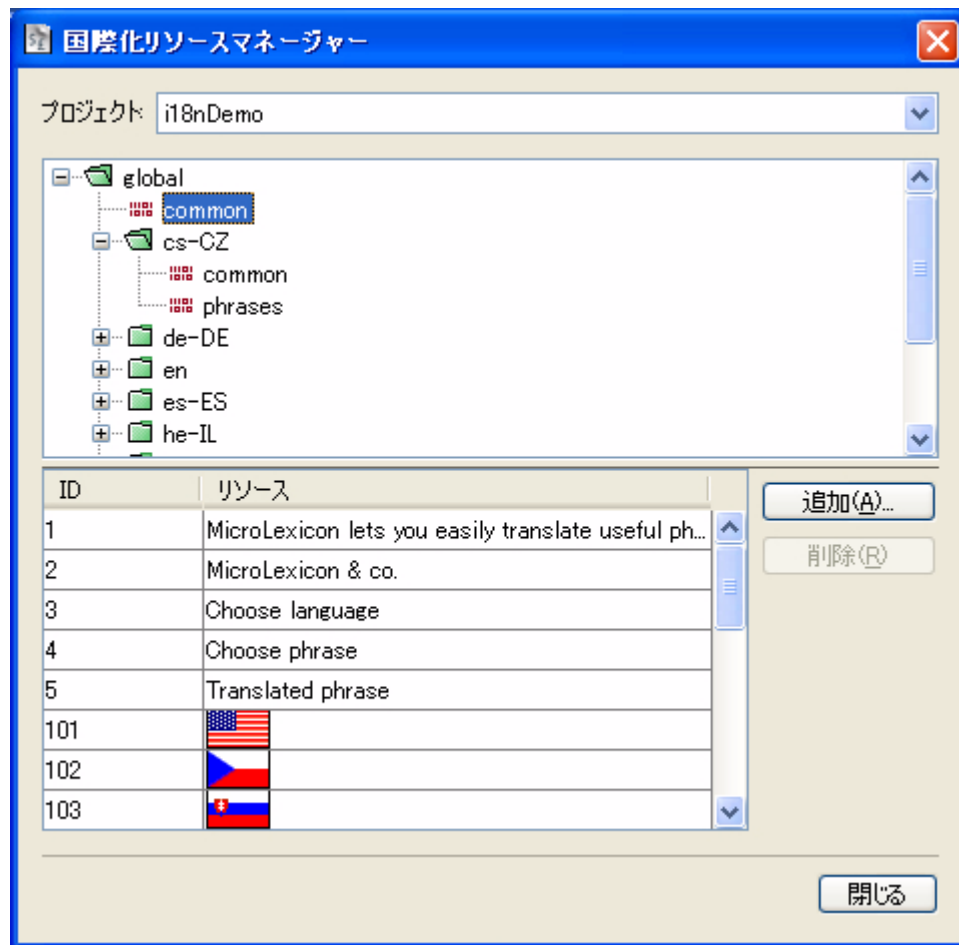 国際化リソースマネージャー
プロジェクト i18nDemo
global
common
cs-CZ
common
phrases
de-DE
en
es-ES
he-IL
ID リソース
1 MicroLexicon lets you easily translate useful ph...
2 MicroLexicon & co.
3 Choose language
4 Choose phrase
5 Translated phrase
101
102
103
追加(A)...
削除(R)
閉じる